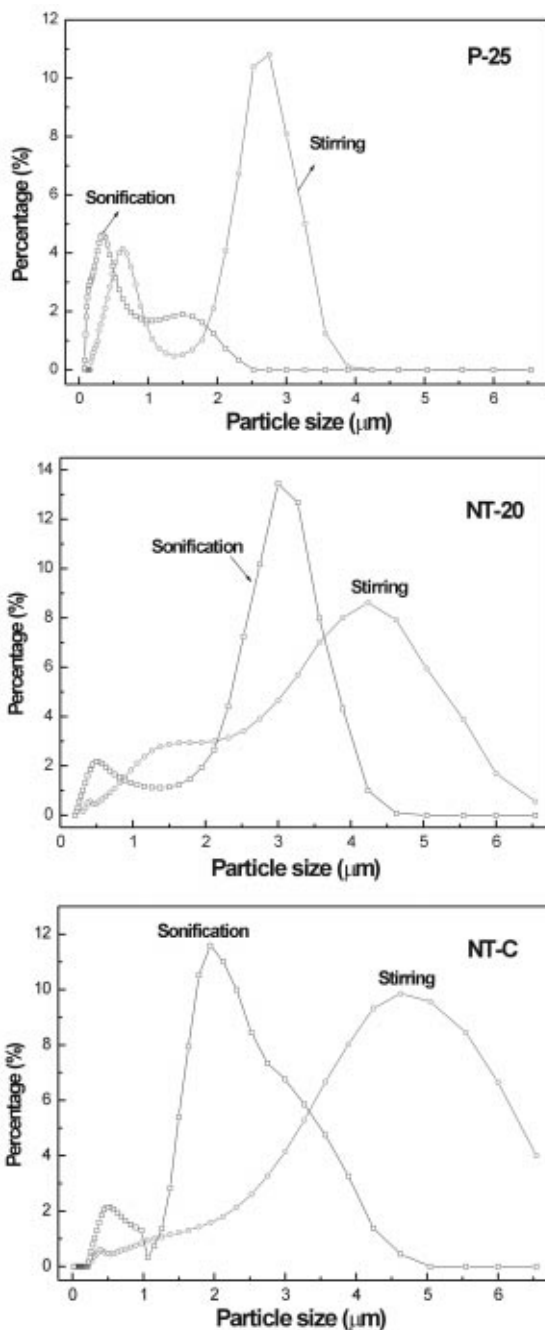 P-25
Percentage (%)
12
10
8
6
4
2
0
Sonification
Stirring
0 1 2 3 4 5 6
Particle size (μm)
NT-20
Percentage (%)
14
12
10
8
6
4
2
0
Sonification
Stirring
0 1 2 3 4 5 6
Particle size (μm)
NT-C
Percentage (%)
12
10
8
6
4
2
0
Sonification
Stirring
0 1 2 3 4 5 6
Particle size (μm)